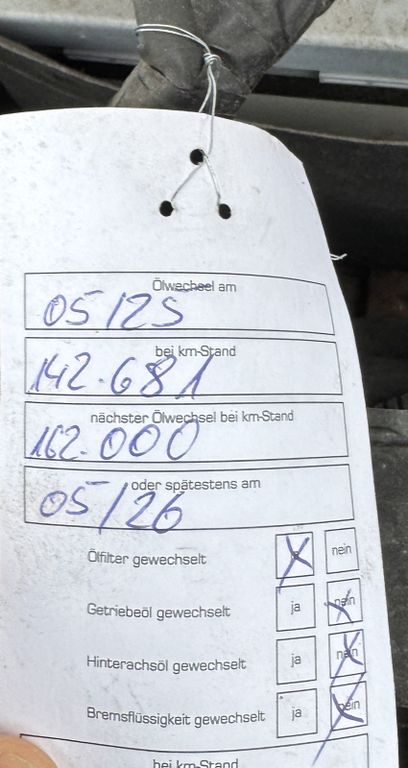 Ölwechsel am
05/25
bei km-Stand
142.681
nächster Ölwechsel bei km-Stand
162.000
oder spätestens am
05/26
Ölfilter gewechselt ja nein
Getriebeöl gewechselt ja nein
Hinterachsöl gewechselt ja nein
Bremsflüssigkeit gewechselt ja nein
bei km-Stand